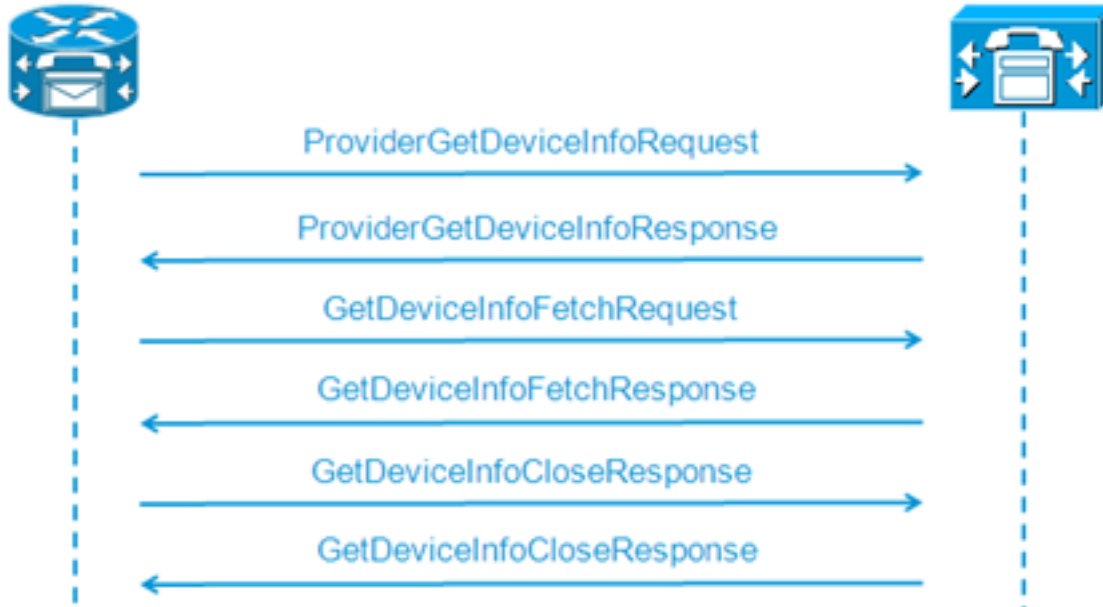 ProviderGetDeviceInfoRequest
ProviderGetDeviceInfoResponse
GetDeviceInfoFetchRequest
GetDeviceInfoFetchResponse
GetDeviceInfoCloseResponse
GetDeviceInfoCloseResponse